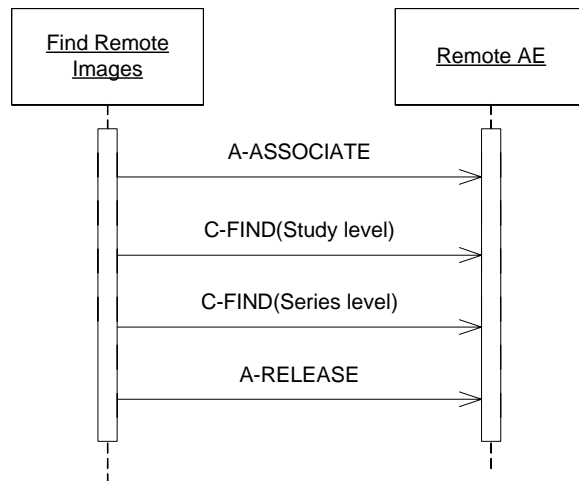 Find Remote
Images
Remote AE
A-ASSOCIATE
C-FIND(Study level)
C-FIND(Series level)
A-RELEASE